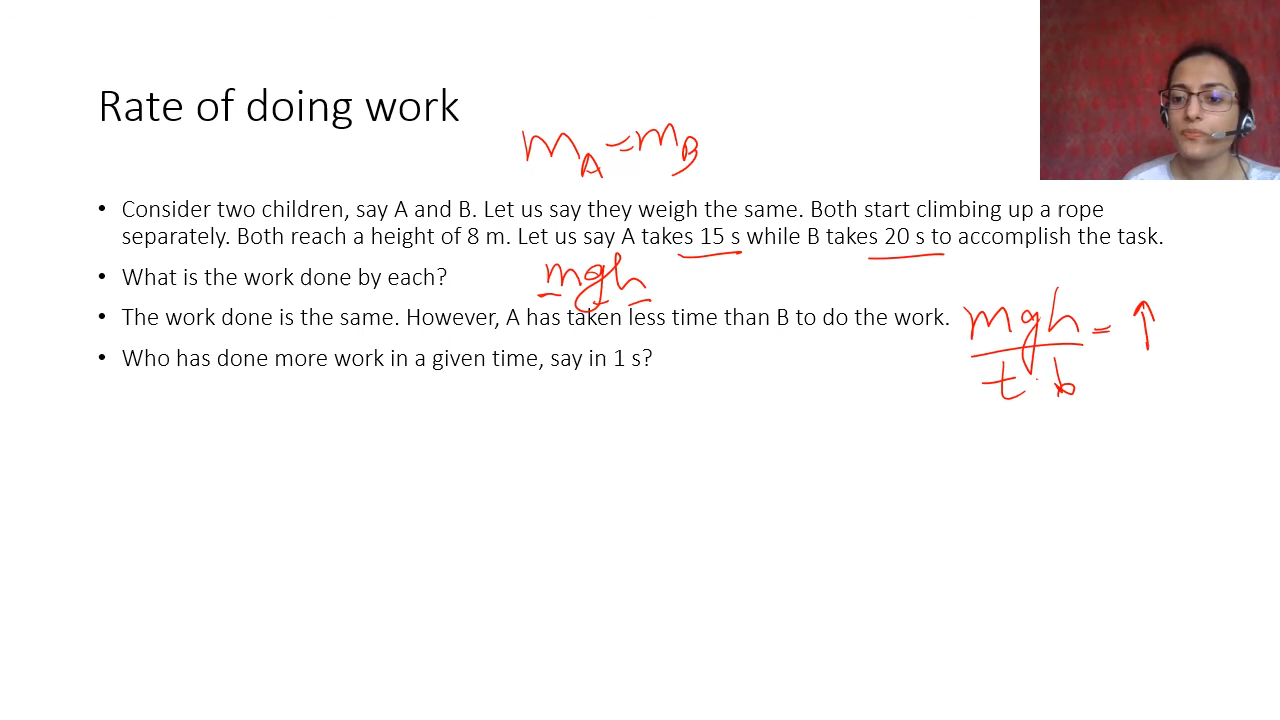 Rate of doing work
mA = mB
• Consider two children, say A and B. Let us say they weigh the same. Both start climbing up a rope
separately. Both reach a height of 8 m. Let us say A takes 15 s while B takes 20 s to accomplish the task.
• What is the work done by each?
mgh
• The work done is the same. However, A has taken less time than B to do the work.
• Who has done more work in a given time, say in 1 s?
mgh = ↑
t